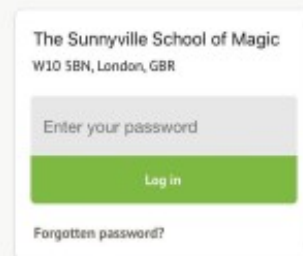 The Sunnyville School of Magic
W10 5BN, London, GBR
Enter your password
Log in
Forgotten password?